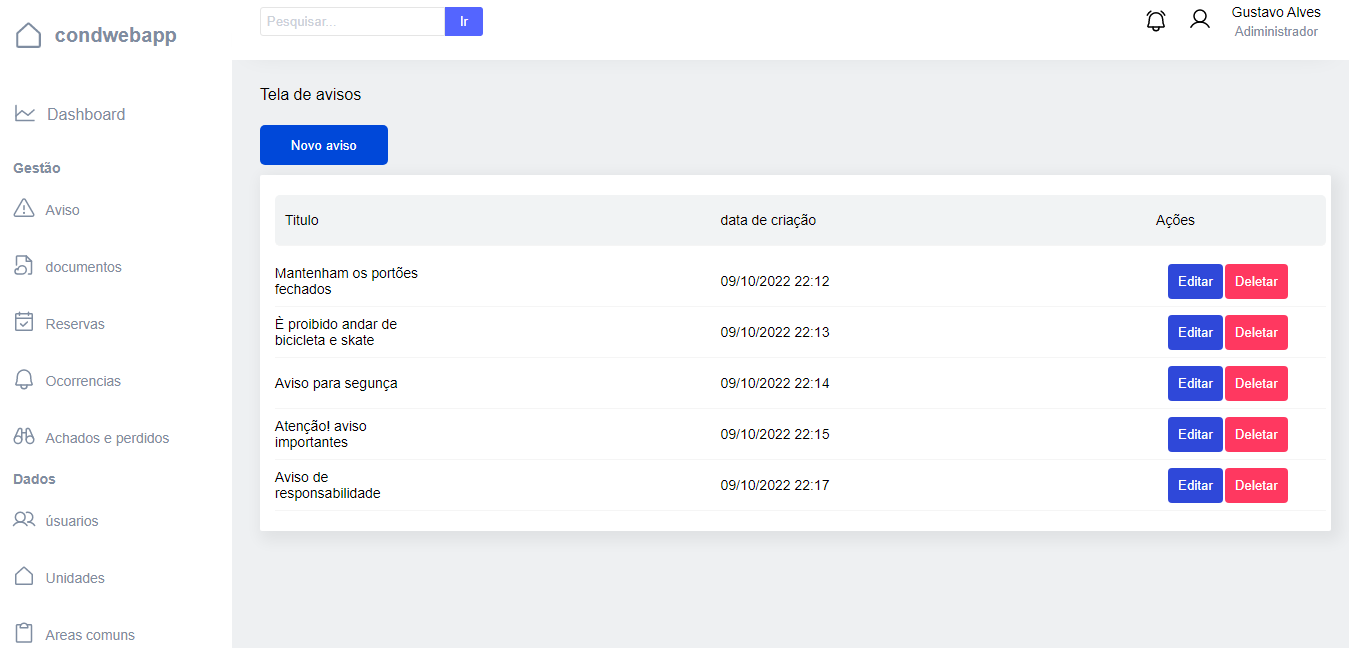 condwebapp
Pesquisar...
Ir
Gustavo Alves
Adiministrador
Dashboard
Gestão
Aviso
documentos
Reservas
Ocorrencias
Achados e perdidos
Dados
úsuarios
Unidades
Areas comuns
Tela de avisos
Novo aviso
Titulo data de criação Ações
Mantenham os portões
fechados
09/10/2022 22:12 Editar Deletar
È proibido andar de
bicicleta e skate
09/10/2022 22:13 Editar Deletar
Aviso para segunça 09/10/2022 22:14 Editar Deletar
Atenção! aviso
importantes
09/10/2022 22:15 Editar Deletar
Aviso de
responsabilidade
09/10/2022 22:17 Editar Deletar